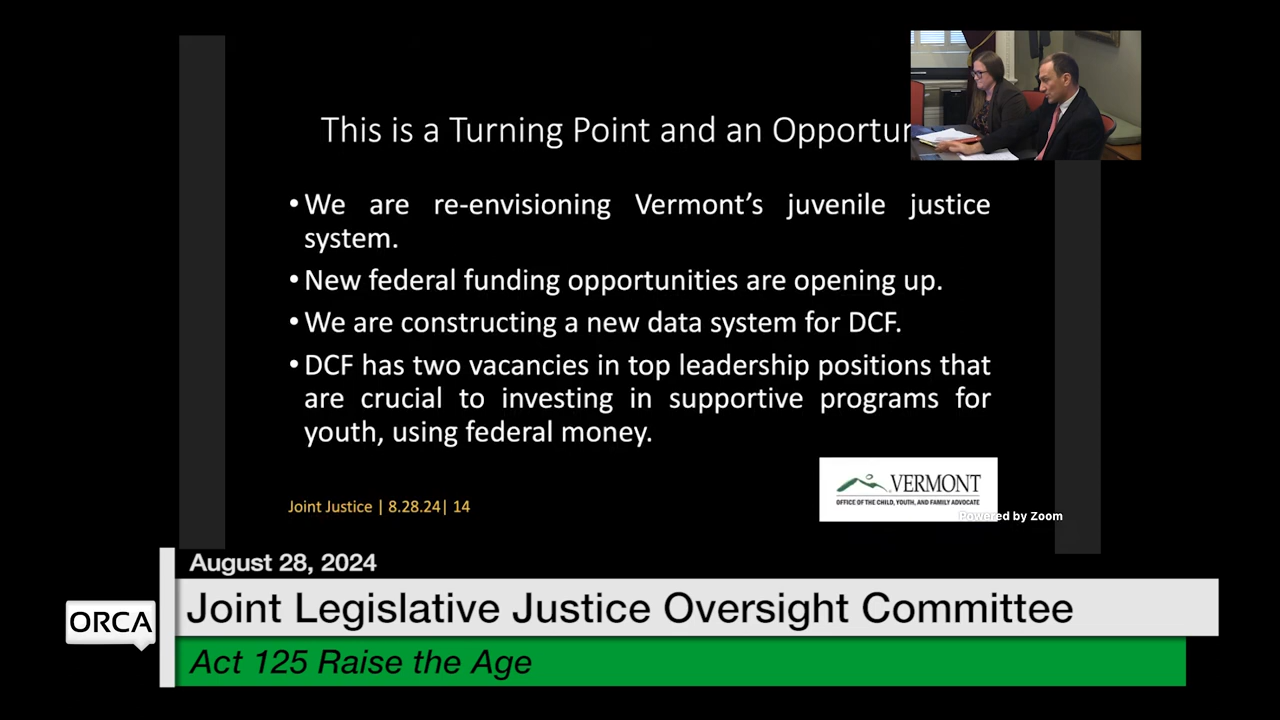 This is a Turning Point and an Opportun
• We are re-envisioning Vermont's juvenile justice
system.
• New federal funding opportunities are opening up.
• We are constructing a new data system for DCF.
• DCF has two vacancies in top leadership positions that
are crucial to investing in supportive programs for
youth, using federal money.
VERMONT
OFFICE OF THE CHILD, YOUTH, AND FAMILY ADVOCATE
Joint Justice | 8.28.24| 14
Powered by Zoom
August 28, 2024
ORCA
Joint Legislative Justice Oversight Committee
Act 125 Raise the Age